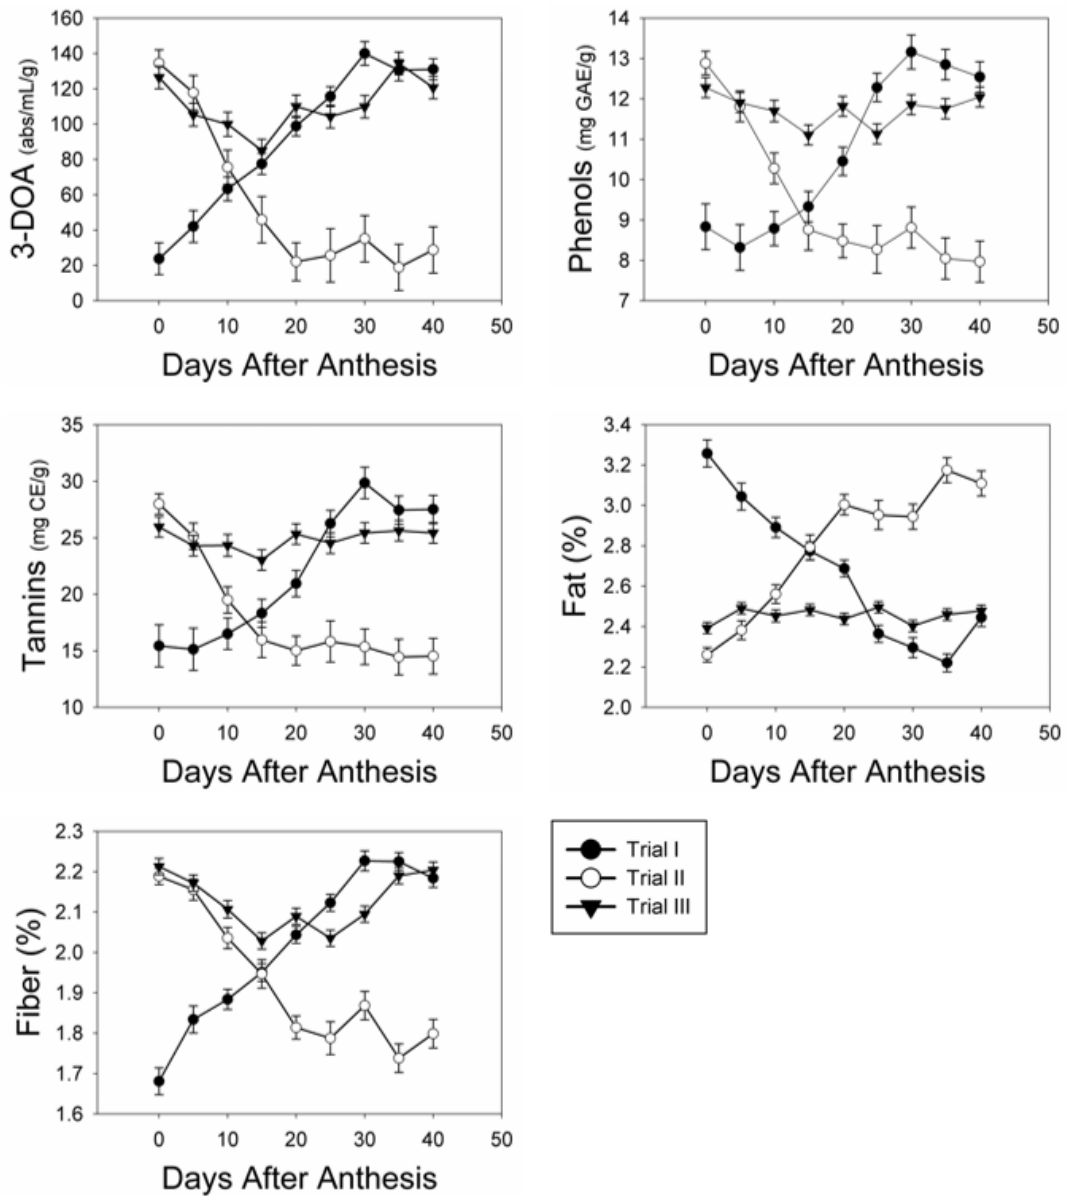 3-DOA (abs/mL/g)
160
140
120
100
80
60
40
20
0
0 10 20 30 40 50
Days After Anthesis
Phenols (mg GAE/g)
14
13
12
11
10
9
8
7
0 10 20 30 40 50
Days After Anthesis
Tannins (mg CE/g)
35
30
25
20
15
10
0 10 20 30 40 50
Days After Anthesis
Fat (%)
3.4
3.2
3.0
2.8
2.6
2.4
2.2
2.0
0 10 20 30 40 50
Days After Anthesis
Fiber (%)
2.3
2.2
2.1
2.0
1.9
1.8
1.7
1.6
0 10 20 30 40 50
Days After Anthesis
Trial I
Trial II
Trial III